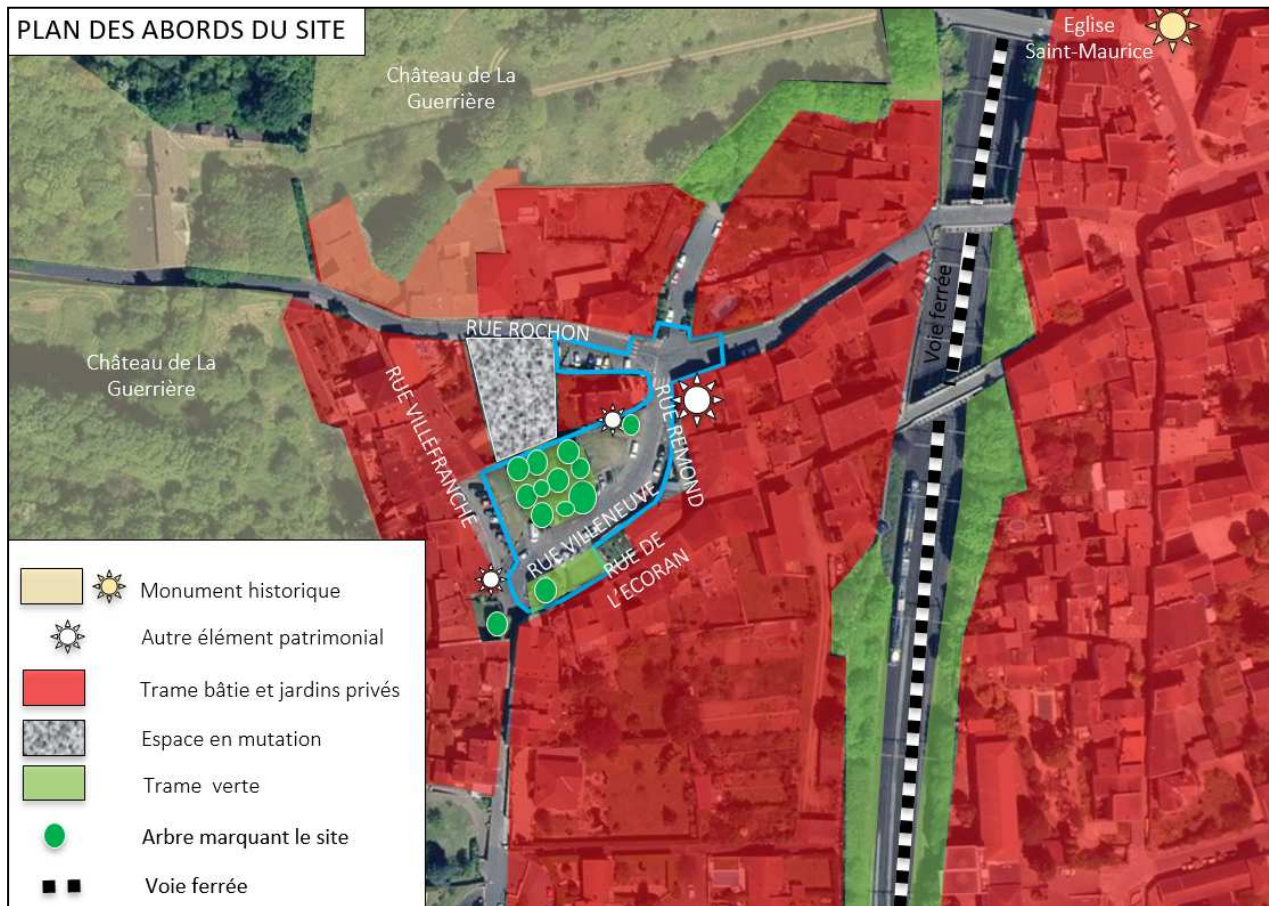 PLAN DES ABORDS DU SITE
Eglise
Saint-Maurice
Château de La
Guerrière
Voie ferrée
RUE ROCHON
Château de La
Guerrière
RUE VILLEFRANCHE
RUE REMOND
RUE VILLENEUVE
RUE DE
L'ECORAN
Monument historique
Autre élément patrimonial
Trame bâtie et jardins privés
Espace en mutation
Trame verte
Arbre marquant le site
Voie ferrée